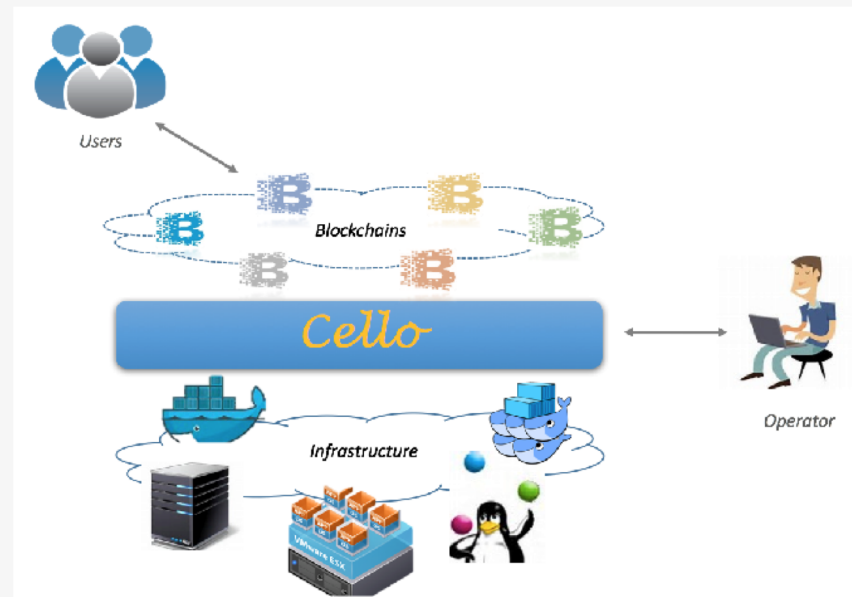 Users
Blockchains
Cello
Operator
Infrastructure
VMware ESX